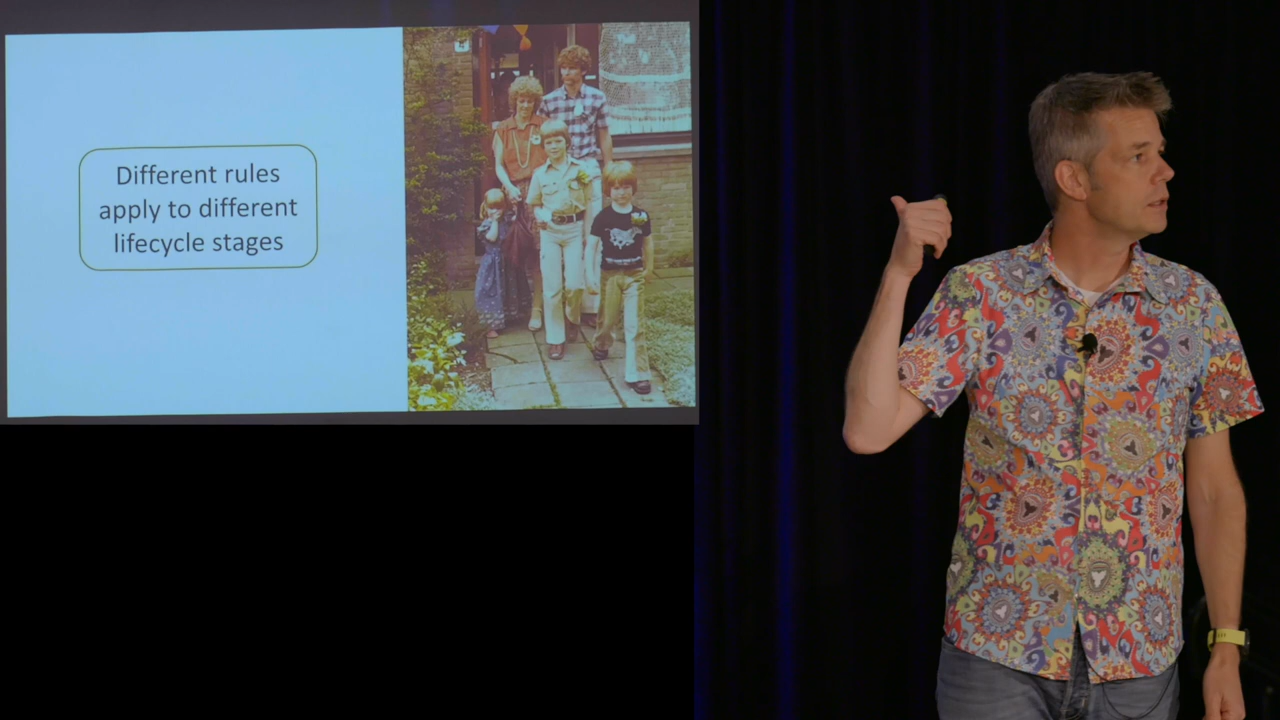 Different rules
apply to different
lifecycle stages